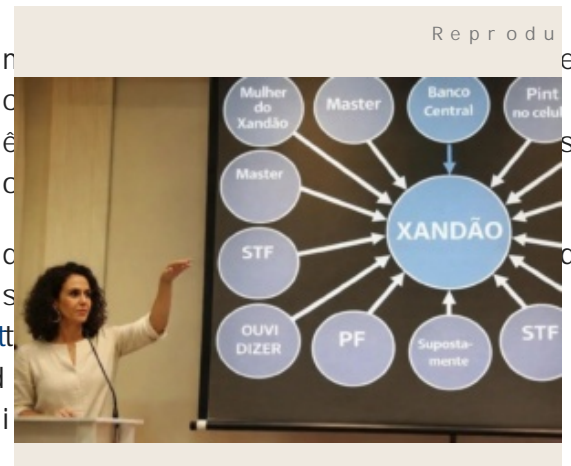 Reprodu
Mulher
do
Xandão
Master
Banco
Central
Pint
no celul
Master
XANDÃO
STF
OUVI
DIZER
PF
Suposta-
mente
STF